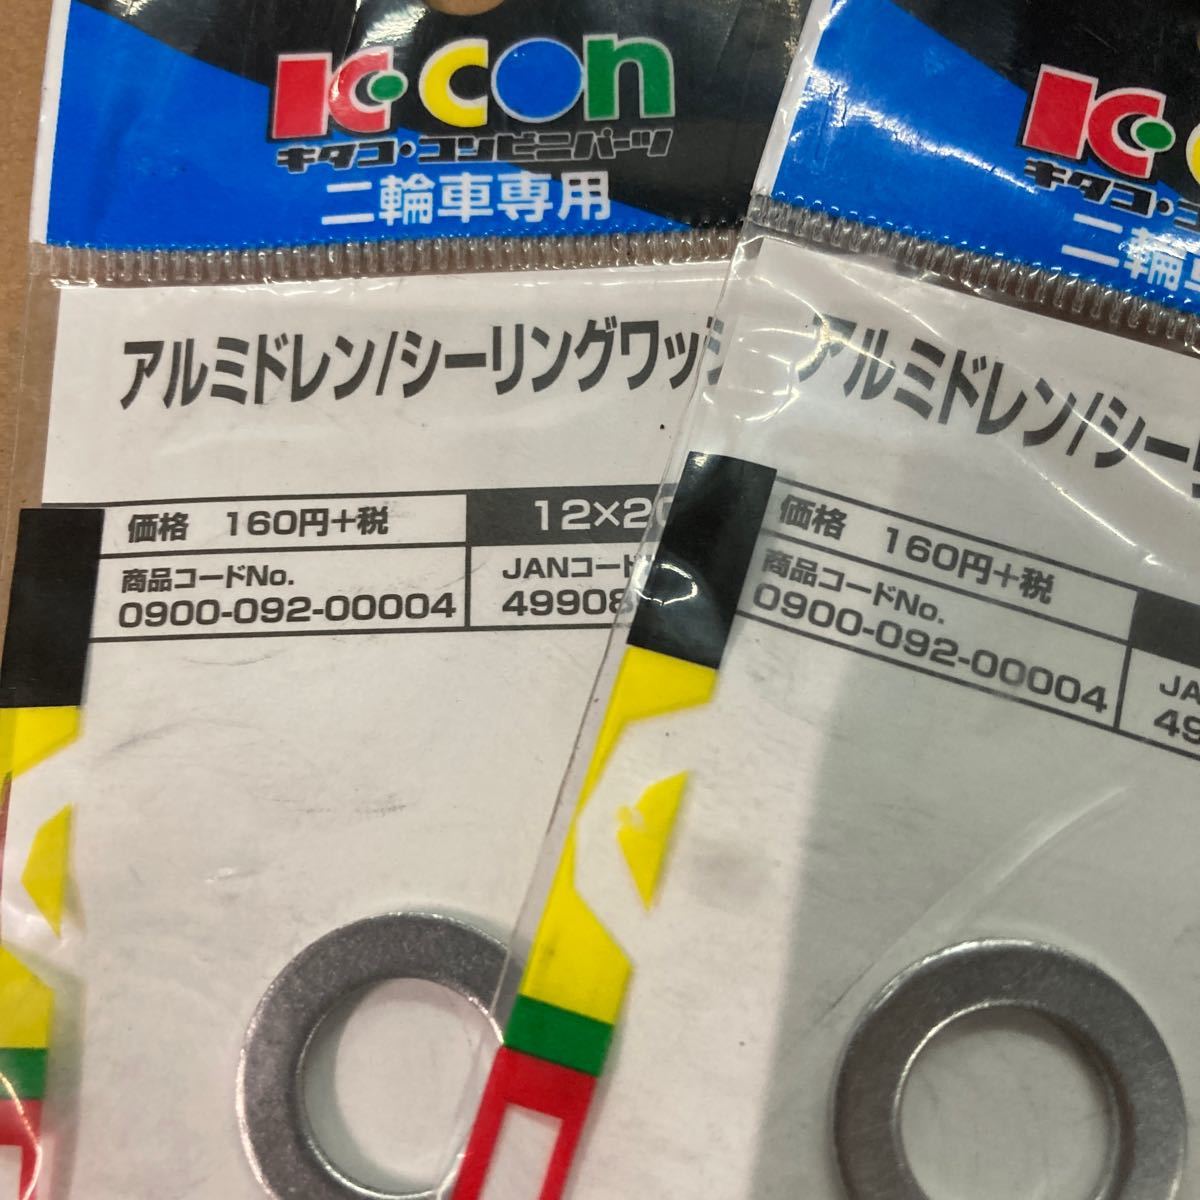 K・CON
キタコ・コンビニパーツ
二輪車専用
アルミドレン/シーリングワッ
価格 160円+税 12×20
商品コードNo. JANコード
0900-092-00004 49908
K・C
キタコ・コ
二輪
アルミドレン/シーリ
価格 160円+税
商品コードNo. JA
0900-092-00004 49